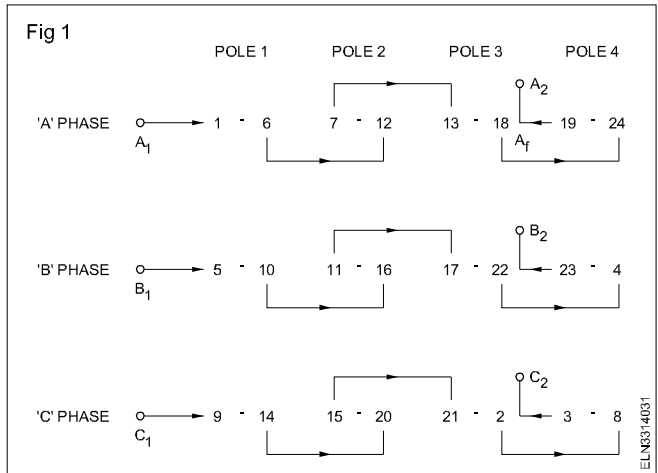 Fig 1
POLE 1 POLE 2 POLE 3 POLE 4
A2
'A' PHASE 1 - 6 7 - 12 13 - 18 19 - 24
A1 Af
B2
'B' PHASE 5 - 10 11 - 16 17 - 22 23 - 4
B1
C2
'C' PHASE 9 - 14 15 - 20 21 - 2 3 - 8
C1
ELN3314031